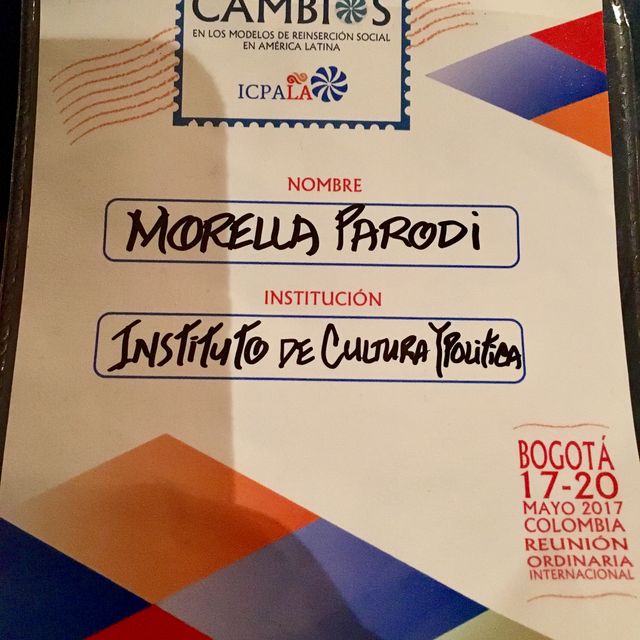 CAMBIOS
EN LOS MODELOS DE REINSERCIÓN SOCIAL
EN AMÉRICA LATINA
ICPALA
NOMBRE
MORELLA PARODI
INSTITUCIÓN
INSTITUTO DE CULTURA Y POLITICA
BOGOTÁ
17-20
MAYO 2017
COLOMBIA
REUNIÓN
ORDINARIA
INTERNACIONAL